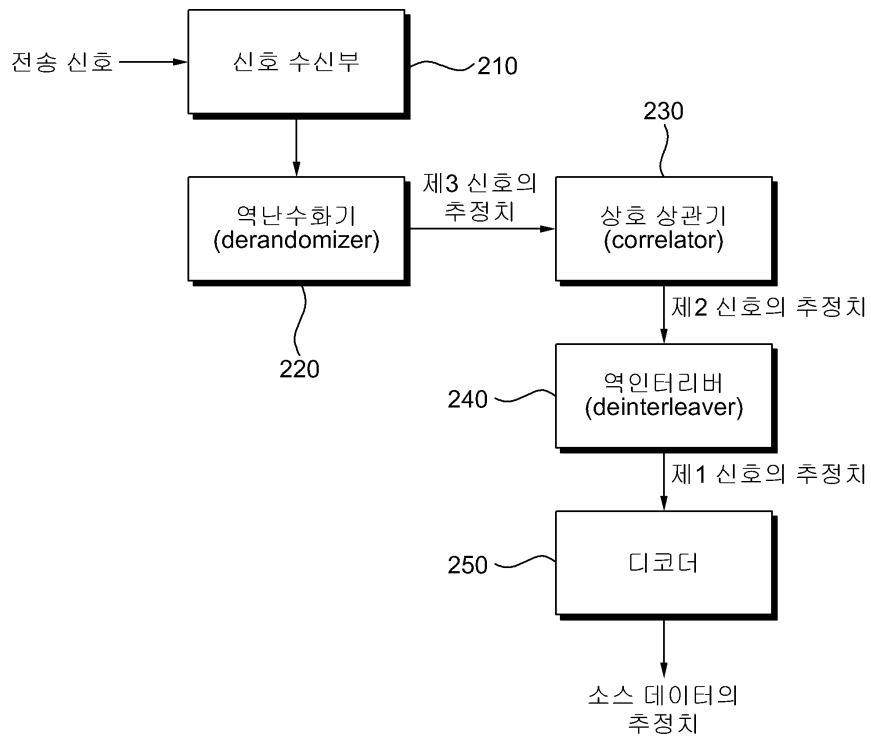 전송 신호
신호 수신부
210
230
역난수화기
(derandomizer)
제3 신호의
추정치
상호 상관기
(correlator)
220
제2 신호의 추정치
240
역인터리버
(deinterleaver)
제1 신호의 추정치
250
디코더
소스 데이터의
추정치